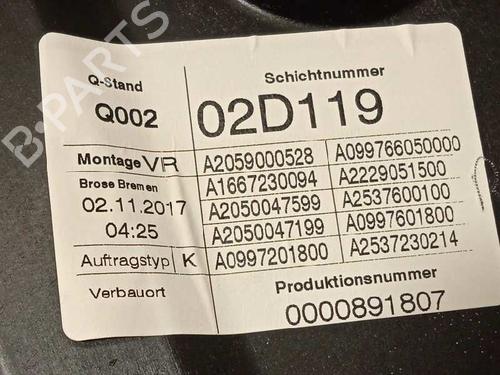 B-PARTS
Q-Stand
Q002
Schichtnummer
02D119
Montage VR
A2059000528 A099766050000
Brose Bremen
A1667230094 A2229051500
02.11.2017
A2050047599 A2537600100
04:25
A2050047199 A0997601800
Auftragstyp K
A0997201800 A2537230214
Verbauort
Produktionsnummer
0000891807